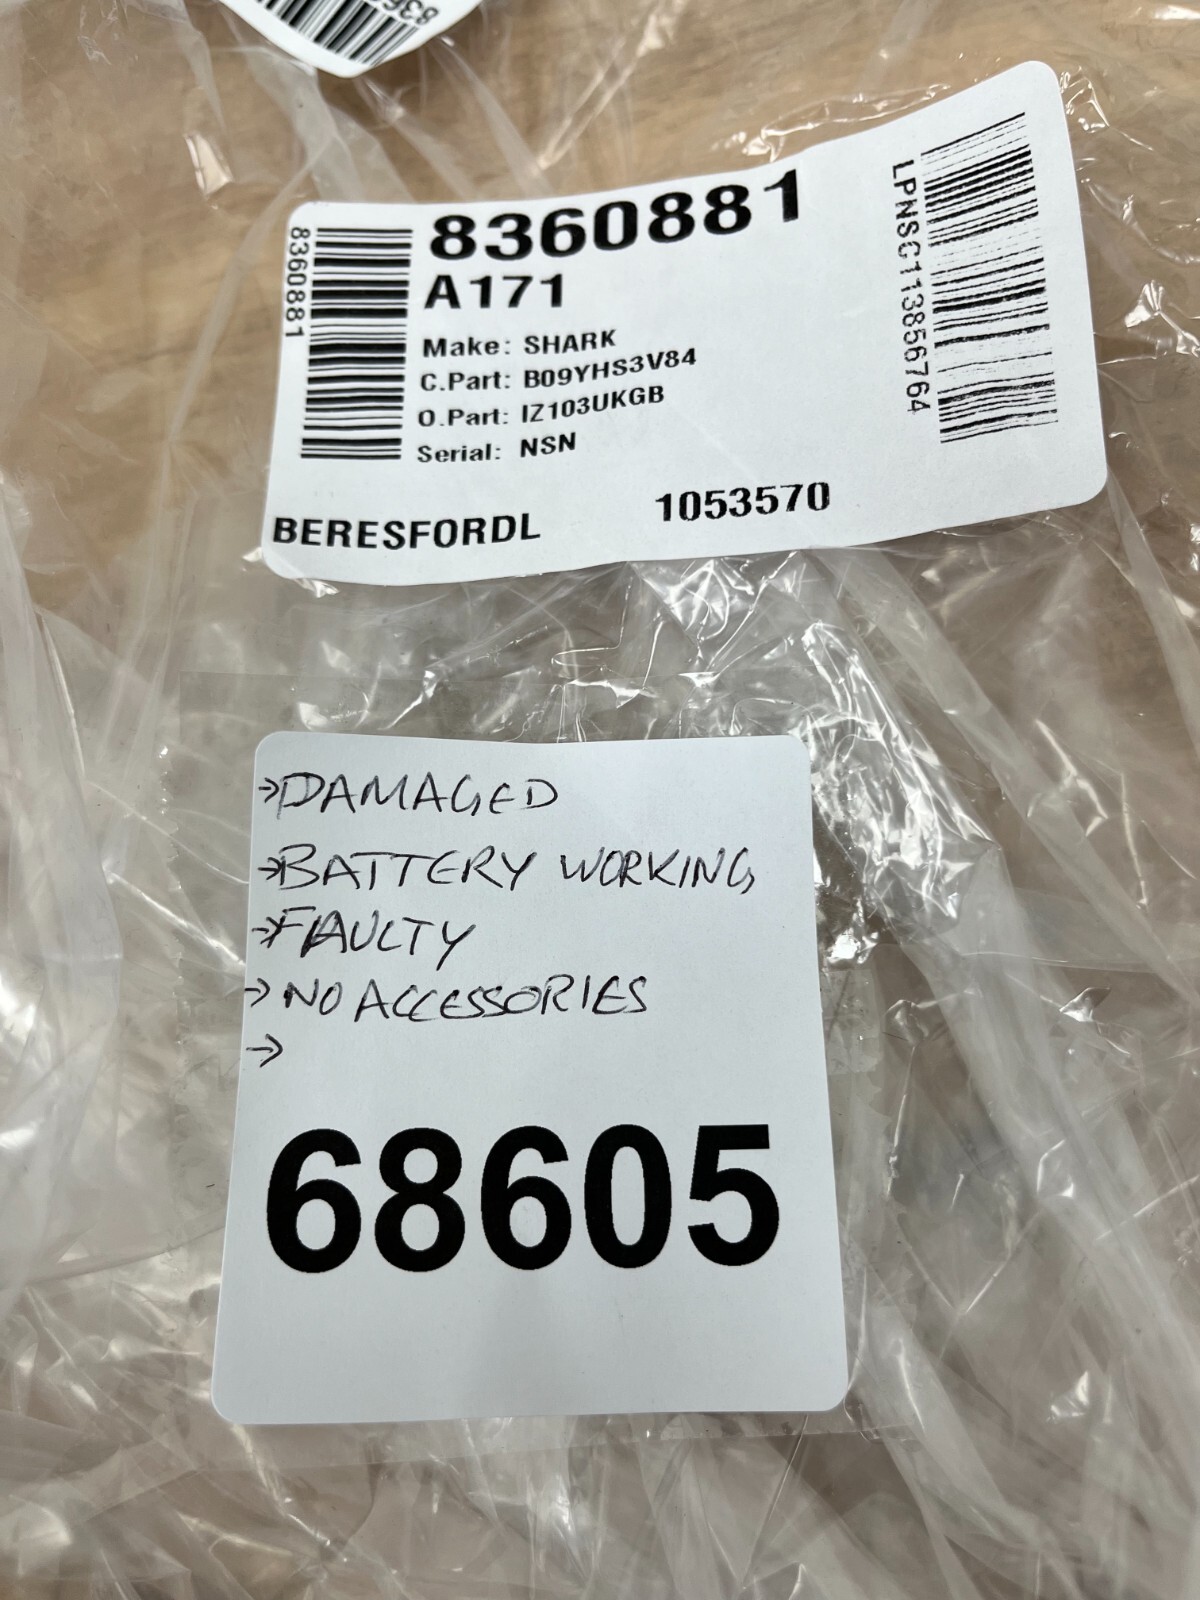 8360881
8360881
A171
Make: SHARK
C.Part: B09YHS3V84
O.Part: IZ103UKGB
Serial: NSN
BERESFORDL 1053570
LPNSC113856764
→DAMAGED
→BATTERY WORKING
→FAULTY
→NO ACCESSORIES
→
68605